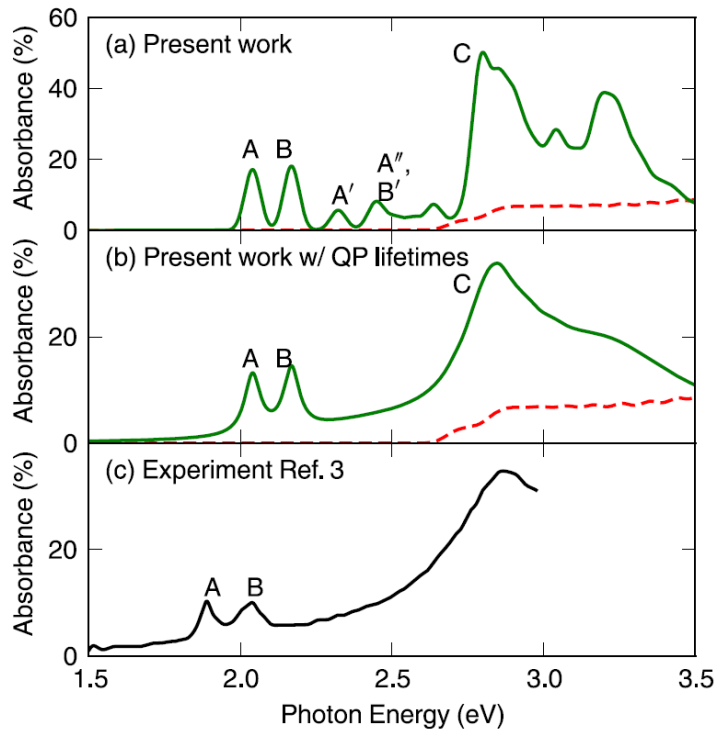 60
(a) Present work
C
40
A B
A″,
20
A′ B′
0
Absorbance (%)
(b) Present work w/ QP lifetimes
C
20
A B
0
Absorbance (%)
(c) Experiment Ref. 3
20
A B
0
Absorbance (%)
1.5 2.0 2.5 3.0 3.5
Photon Energy (eV)